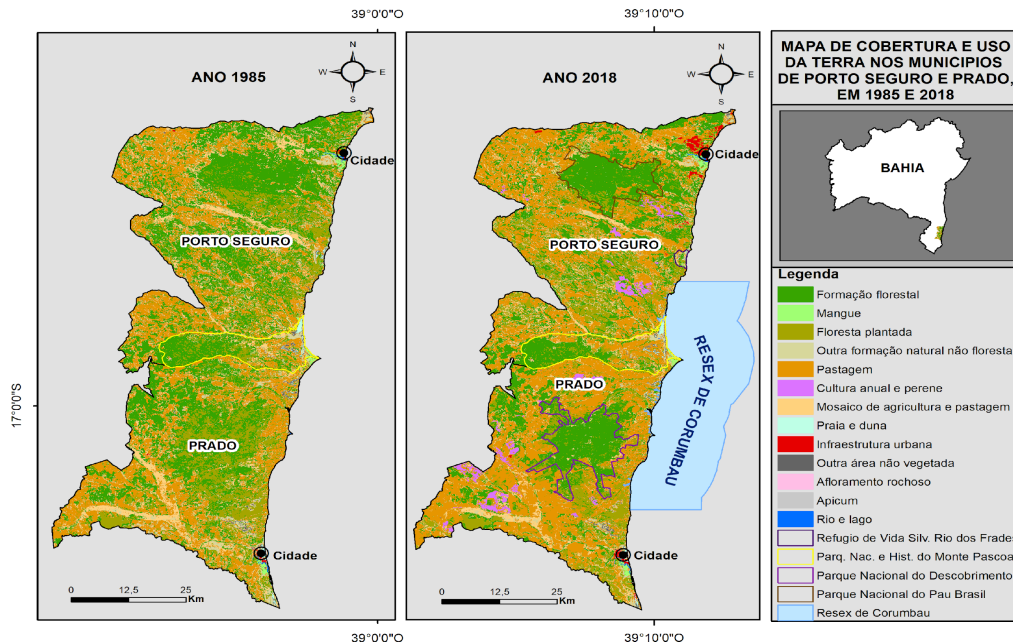 39°0'0"O
39°10'0"O
ANO 1985
N
W
E
S
Cidade
PORTO SEGURO
PRADO
0
12,5
25
Km
39°0'0"O
17°0'0"S
ANO 2018
N
W
E
S
Cidade
PORTO SEGURO
PRADO
RESEX DE CORUMBAU
Cidade
0
12,5
25
Km
39°10'0"O
Cidade
MAPA DE COBERTURA E USO
DA TERRA NOS MUNICIPIOS
DE PORTO SEGURO E PRADO,
EM 1985 E 2018
BAHIA
Legenda
Formação florestal
Mangue
Floresta plantada
Outra formação natural não floresta
Pastagem
Cultura anual e perene
Mosaico de agricultura e pastagem
Praia e duna
Infraestrutura urbana
Outra área não vegetada
Afloramento rochoso
Apicum
Rio e lago
Refugio de Vida Silv. Rio dos Frades
Parq. Nac. e Hist. do Monte Pascoa
Parque Nacional do Descobrimento
Parque Nacional do Pau Brasil
Resex de Corumbau